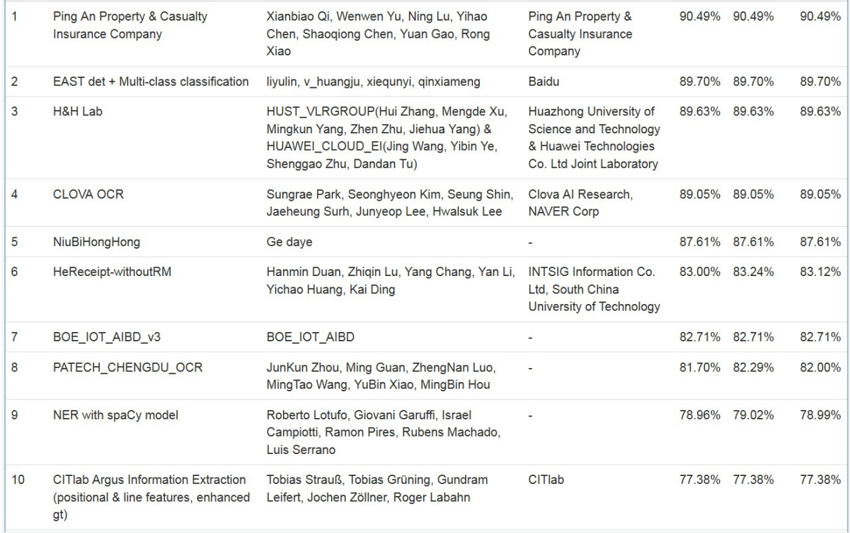 1 Ping An Property & Casualty Xianbiao Qi, Wenwen Yu, Ning Lu, Yihao Ping An Property & 90.49% 90.49% 90.49%
Insurance Company Chen, Shaoqiong Chen, Yuan Gao, Rong Casualty Insurance
Xiao Company
2 EAST det + Multi-class classification liyulin, v_huangju, xiequnyi, qinxiameng Baidu 89.70% 89.70% 89.70%
3 H&H Lab HUST_VLRGROUP(Hui Zhang, Mengde Xu, Huazhong University of 89.63% 89.63% 89.63%
Mingkun Yang, Zhen Zhu, Jiehua Yang) & Science and Technology
HUAWEI_CLOUD_EI(Jing Wang, Yibin Ye, & Huawei Technologies
Shenggao Zhu, Dandan Tu) Co. Ltd Joint Laboratory
4 CLOVA OCR Sungrae Park, Seonghyeon Kim, Seung Shin, Clova AI Research, 89.05% 89.05% 89.05%
Jaeheung Surh, Junyeop Lee, Hwalsuk Lee NAVER Corp
5 NiuBiHongHong Ge daye - 87.61% 87.61% 87.61%
6 HeReceipt-withoutRM Hanmin Duan, Zhiqin Lu, Yang Chang, Yan Li, INTSIG Information Co. 83.00% 83.24% 83.12%
Yichao Huang, Kai Ding Ltd, South China
University of Technology
7 BOE_IOT_AIBD_v3 BOE_IOT_AIBD - 82.71% 82.71% 82.71%
8 PATECH_CHENGDU_OCR JunKun Zhou, Ming Guan, ZhengNan Luo, - 81.70% 82.29% 82.00%
MingTao Wang, YuBin Xiao, MingBin Hou
9 NER with spaCy model Roberto Lotufo, Giovani Garuffi, Israel - 78.96% 79.02% 78.99%
Campiotti, Ramon Pires, Rubens Machado,
Luis Serrano
10 CITlab Argus Information Extraction Tobias Strauß, Tobias Grüning, Gundram CITlab 77.38% 77.38% 77.38%
(positional & line features, enhanced Leifert, Jochen Zöllner, Roger Labahn
gt)